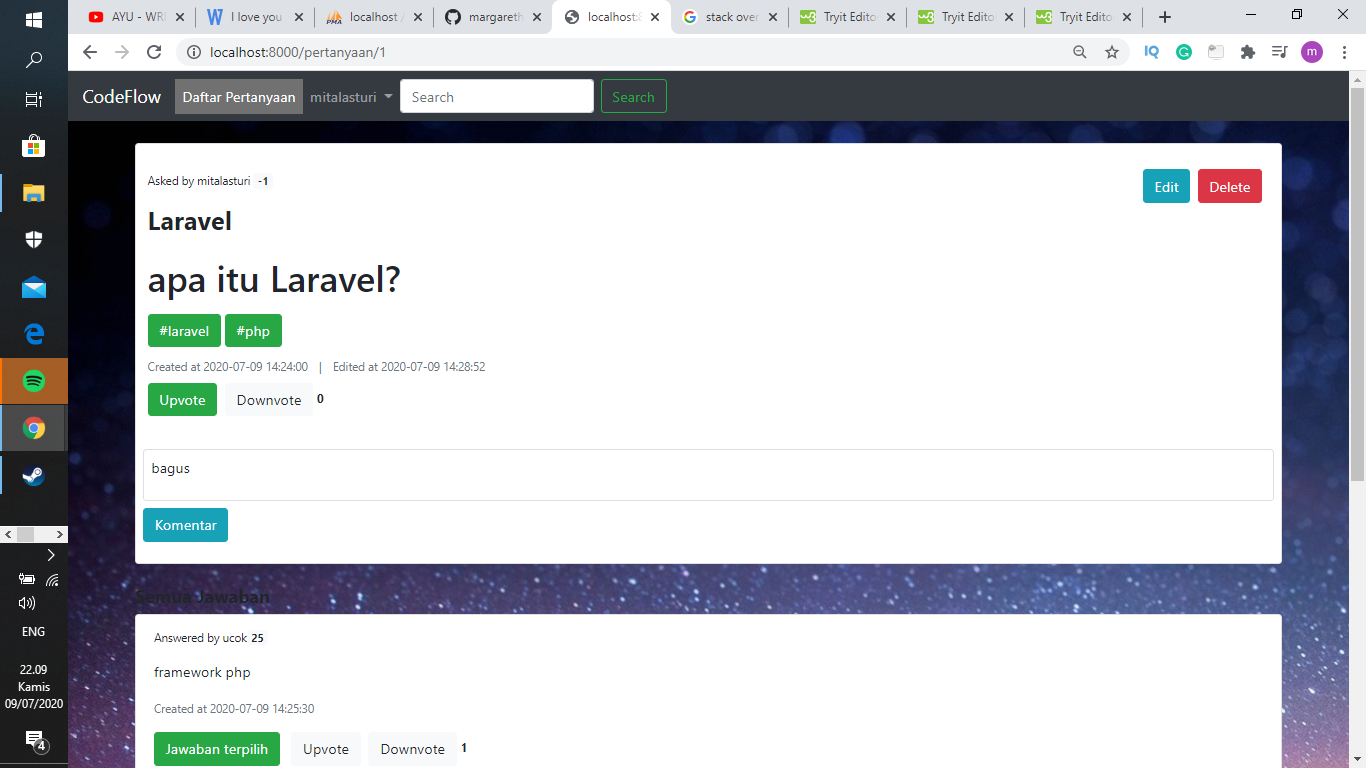 AYU - WRI
I love you
localhost /
margareth
localhost:8
stack over
Tryit Edito
Tryit Edito
Tryit Edito
localhost:8000/pertanyaan/1
IQ
m
CodeFlow Daftar Pertanyaan mitalasturi Search Search
Asked by mitalasturi -1
Edit Delete
Laravel
apa itu Laravel?
#laravel #php
Created at 2020-07-09 14:24:00 | Edited at 2020-07-09 14:28:52
Upvote Downvote 0
bagus
Komentar
Semua Jawaban
Answered by ucok 25
framework php
Created at 2020-07-09 14:25:30
Jawaban terpilih Upvote Downvote 1
ENG
22.09
Kamis
09/07/2020
4